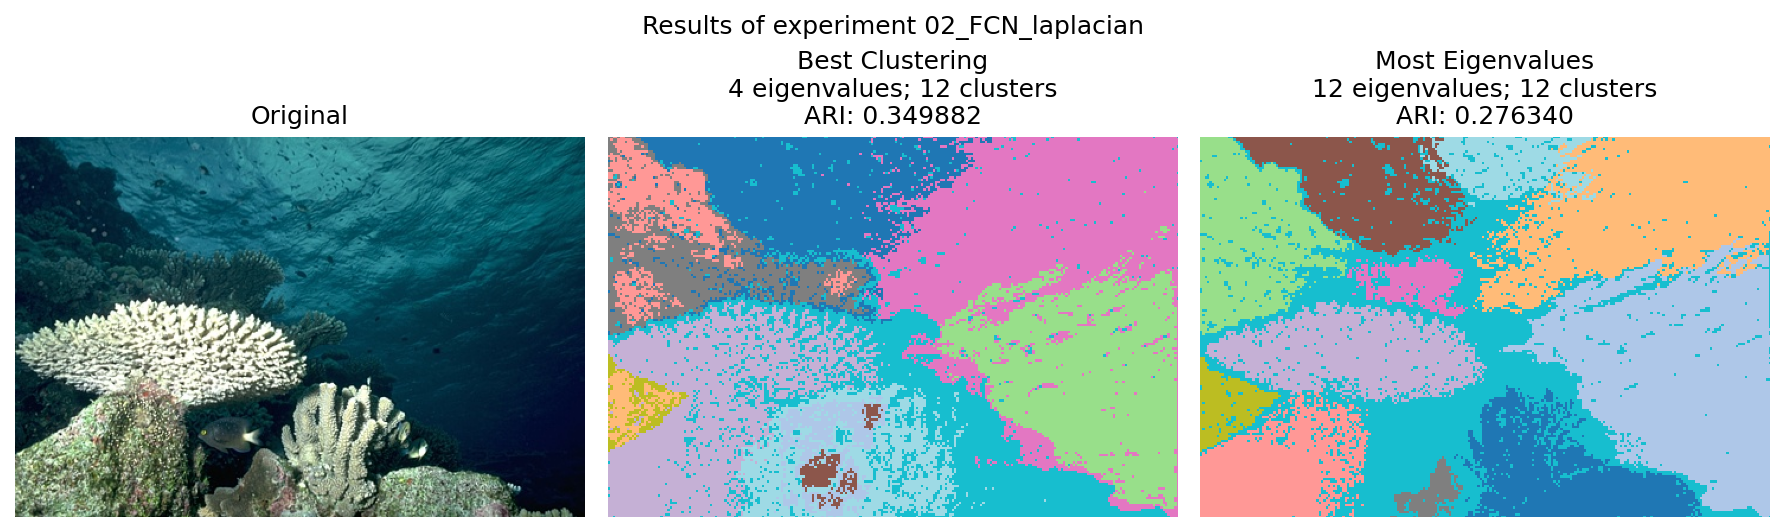 Results of experiment 02_FCN_laplacian
Original
Best Clustering
4 eigenvalues; 12 clusters
ARI: 0.349882
Most Eigenvalues
12 eigenvalues; 12 clusters
ARI: 0.276340